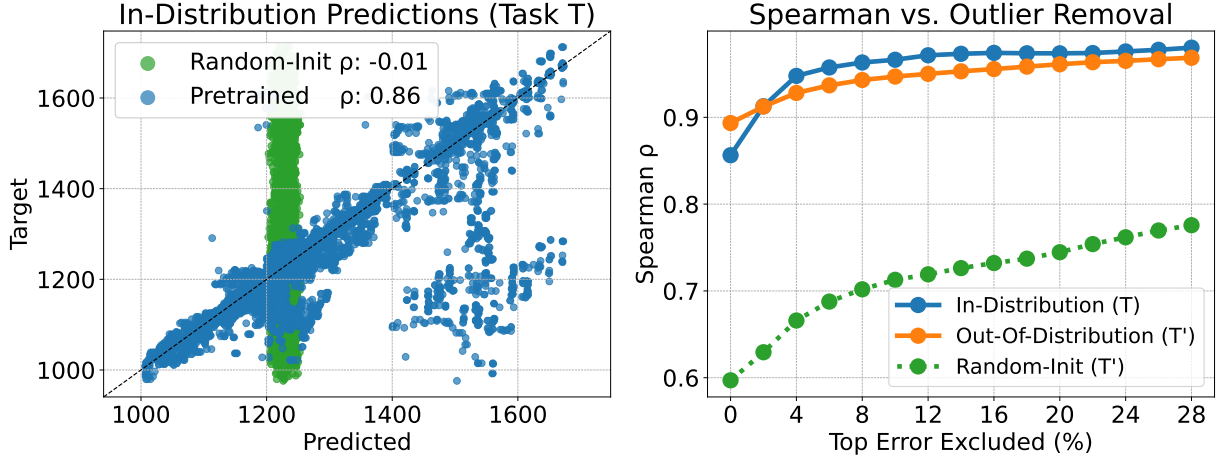 In-Distribution Predictions (Task T)
Random-Init ρ: -0.01
Pretrained ρ: 0.86
Target
1600
1400
1200
1000
1000 1200 1400 1600
Predicted
Spearman vs. Outlier Removal
Spearman ρ
0.9
0.8
0.7
0.6
In-Distribution (T)
Out-Of-Distribution (T')
Random-Init (T')
0 4 8 12 16 20 24 28
Top Error Excluded (%)